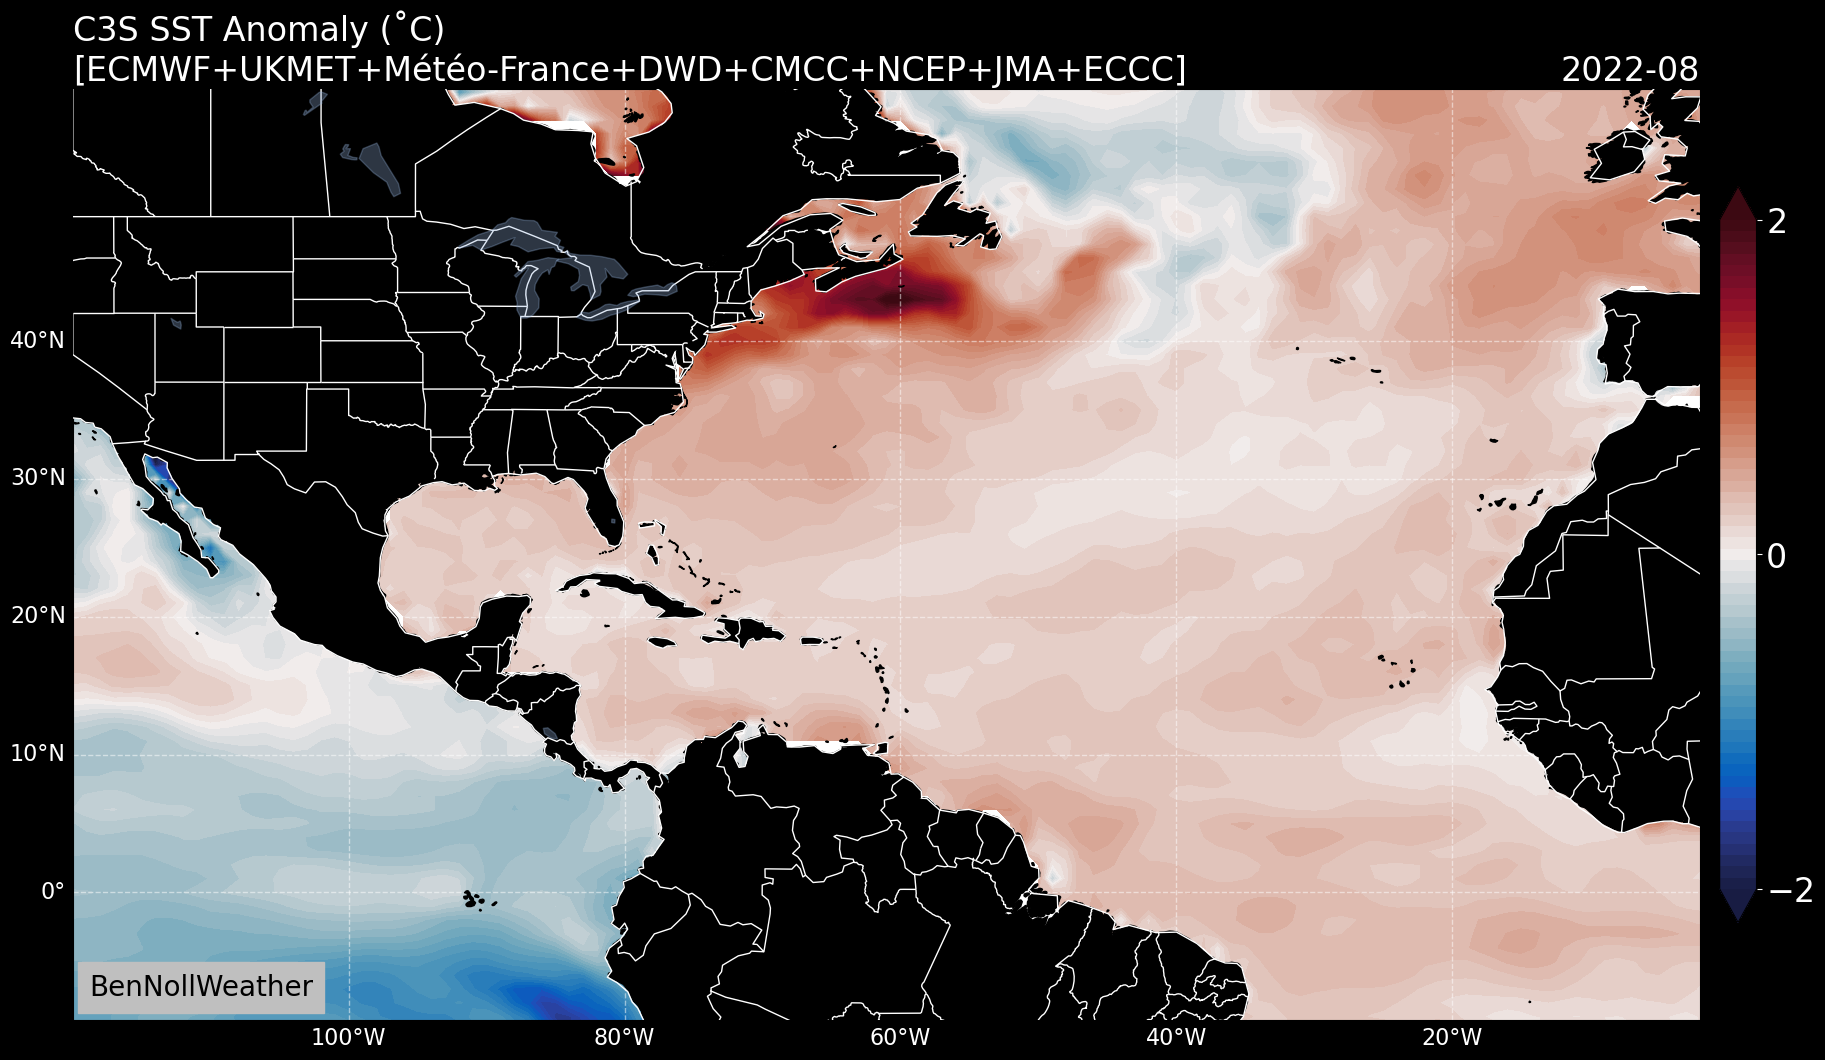 C3S SST Anomaly (˚C)
[ECMWF+UKMET+Météo-France+DWD+CMCC+NCEP+JMA+ECCC]
2022-08
2
0
−2
40°N
30°N
20°N
10°N
0°
BenNollWeather
100°W
80°W
60°W
40°W
20°W